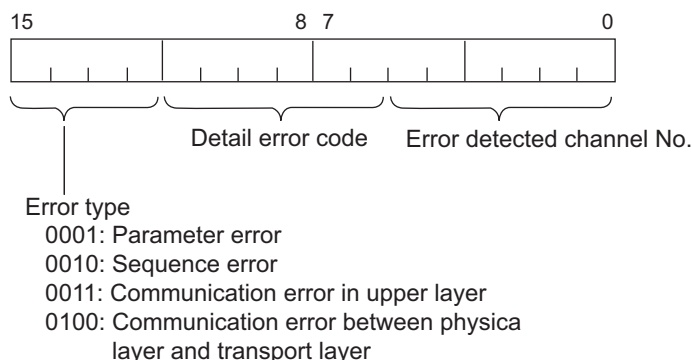 15 8 7 0
Detail error code Error detected channel No.
Error type
0001: Parameter error
0010: Sequence error
0011: Communication error in upper layer
0100: Communication error between physica
layer and transport layer